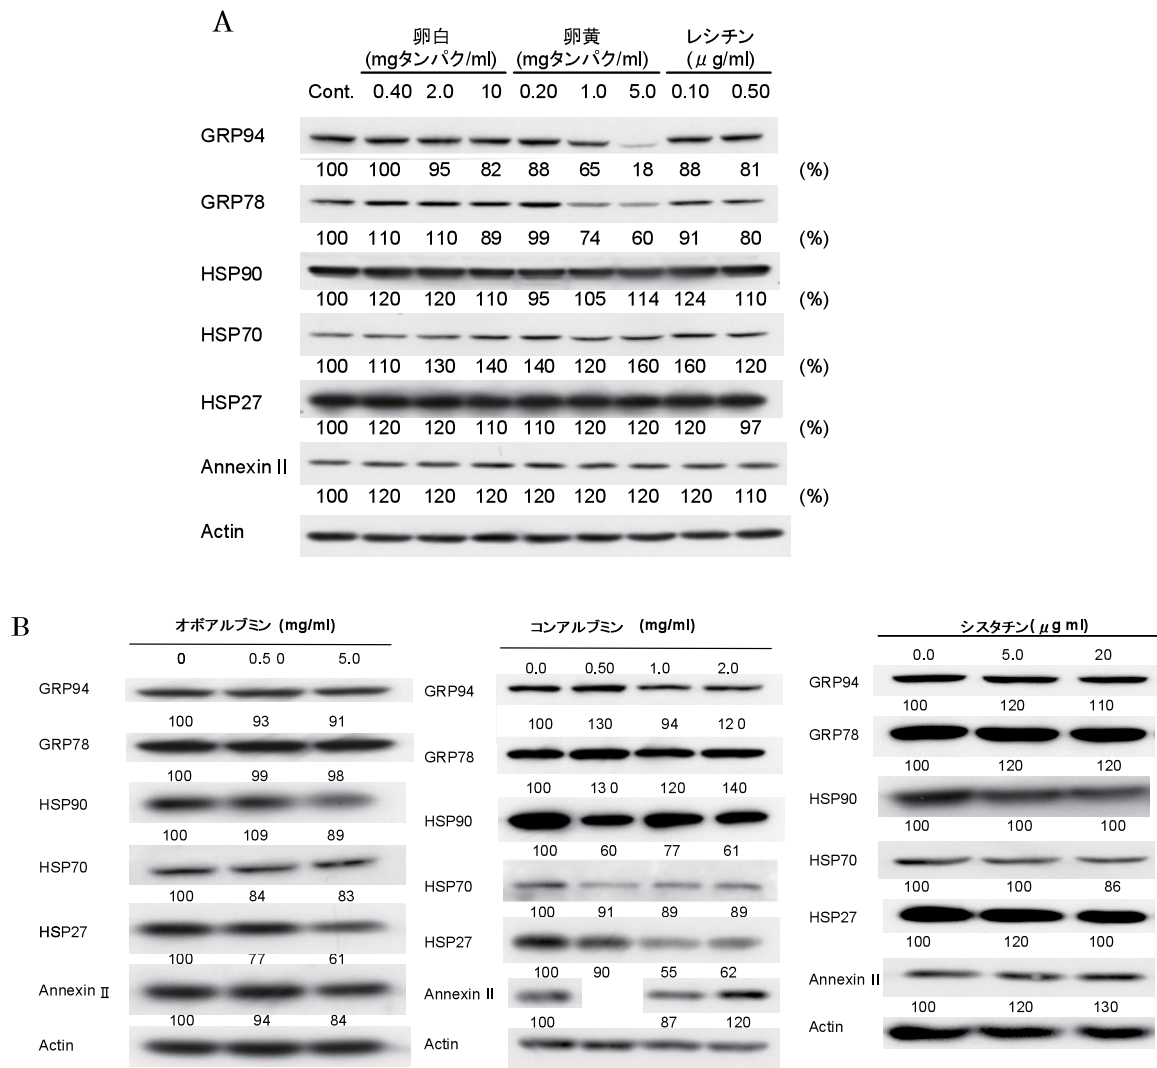 A
卵白 卵黄 レシチン
(mgタンパク/ml) (mgタンパク/ml) (μg/ml)
Cont. 0.40 2.0 10 0.20 1.0 5.0 0.10 0.50
GRP94
100 100 95 82 88 65 18 88 81 (%)
GRP78
100 110 110 89 99 74 60 91 80 (%)
HSP90
100 120 120 110 95 105 114 124 110 (%)
HSP70
100 110 130 140 140 120 160 160 120 (%)
HSP27
100 120 120 110 110 120 120 120 97 (%)
Annexin II
100 120 120 120 120 120 120 120 110 (%)
Actin
B
オボアルブミン (mg/ml)
0 0.5 0 5.0
GRP94
100 93 91
GRP78
100 99 98
HSP90
100 109 89
HSP70
100 84 83
HSP27
100 77 61
Annexin II
100 94 84
Actin
コンアルブミン (mg/ml)
0.0 0.50 1.0 2.0
GRP94
100 130 94 12 0
GRP78
100 13 0 120 140
HSP90
100 60 77 61
HSP70
100 91 89 89
HSP27
100 90 55 62
Annexin II
100 87 120
Actin
シスタチン(μg ml)
0.0 5.0 20
GRP94
100 120 110
GRP78
100 120 120
HSP90
100 100 100
HSP70
100 100 86
HSP27
100 120 100
Annexin II
100 120 130
Actin